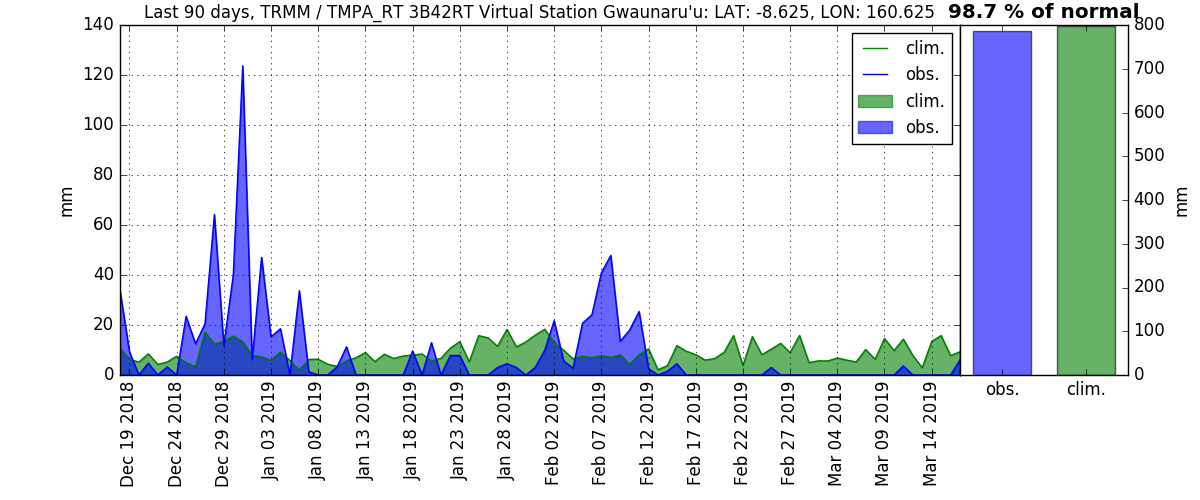 Last 90 days, TRMM / TMPA_RT 3B42RT Virtual Station Gwaunaru'u: LAT: -8.625, LON: 160.625 98.7 % of normal
140
120
100
80
60
40
20
0
mm
clim.
obs.
clim.
obs.
800
700
600
500
400
300
200
100
0
mm
obs. clim.
Dec 19 2018
Dec 24 2018
Dec 29 2018
Jan 03 2019
Jan 08 2019
Jan 13 2019
Jan 18 2019
Jan 23 2019
Jan 28 2019
Feb 02 2019
Feb 07 2019
Feb 12 2019
Feb 17 2019
Feb 22 2019
Feb 27 2019
Mar 04 2019
Mar 09 2019
Mar 14 2019